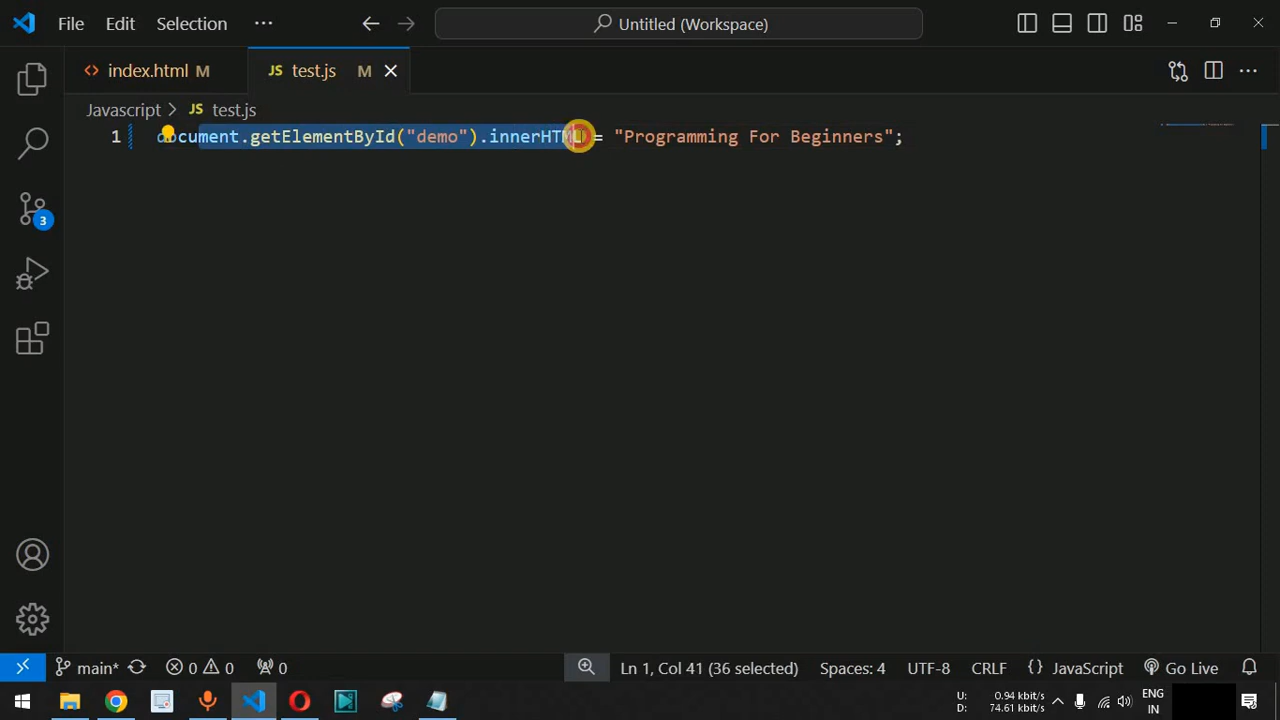 File Edit Selection ··· Untitled (Workspace)
index.html M JS test.js M
Javascript > JS test.js
1 document.getElementById("demo").innerHTML = "Programming For Beginners";
3
main* 0 0 0 Ln 1, Col 41 (36 selected) Spaces: 4 UTF-8 CRLF {} JavaScript Go Live
U: 0.94 kbit/s ENG
D: 74.61 kbit/s IN